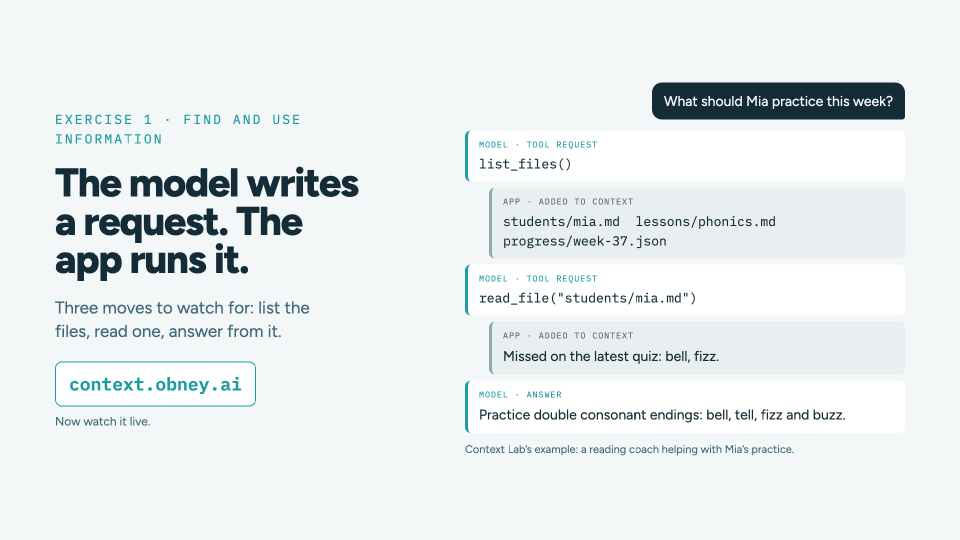 EXERCISE 1 · FIND AND USE
INFORMATION
The model writes
a request. The
app runs it.
Three moves to watch for: list the
files, read one, answer from it.
context.obney.ai
Now watch it live.
What should Mia practice this week?
MODEL · TOOL REQUEST
list_files()
APP · ADDED TO CONTEXT
students/mia.md  lessons/phonics.md
progress/week-37.json
MODEL · TOOL REQUEST
read_file("students/mia.md")
APP · ADDED TO CONTEXT
Missed on the latest quiz: bell, fizz.
MODEL · ANSWER
Practice double consonant endings: bell, tell, fizz and buzz.
Context Lab’s example: a reading coach helping with Mia’s practice.